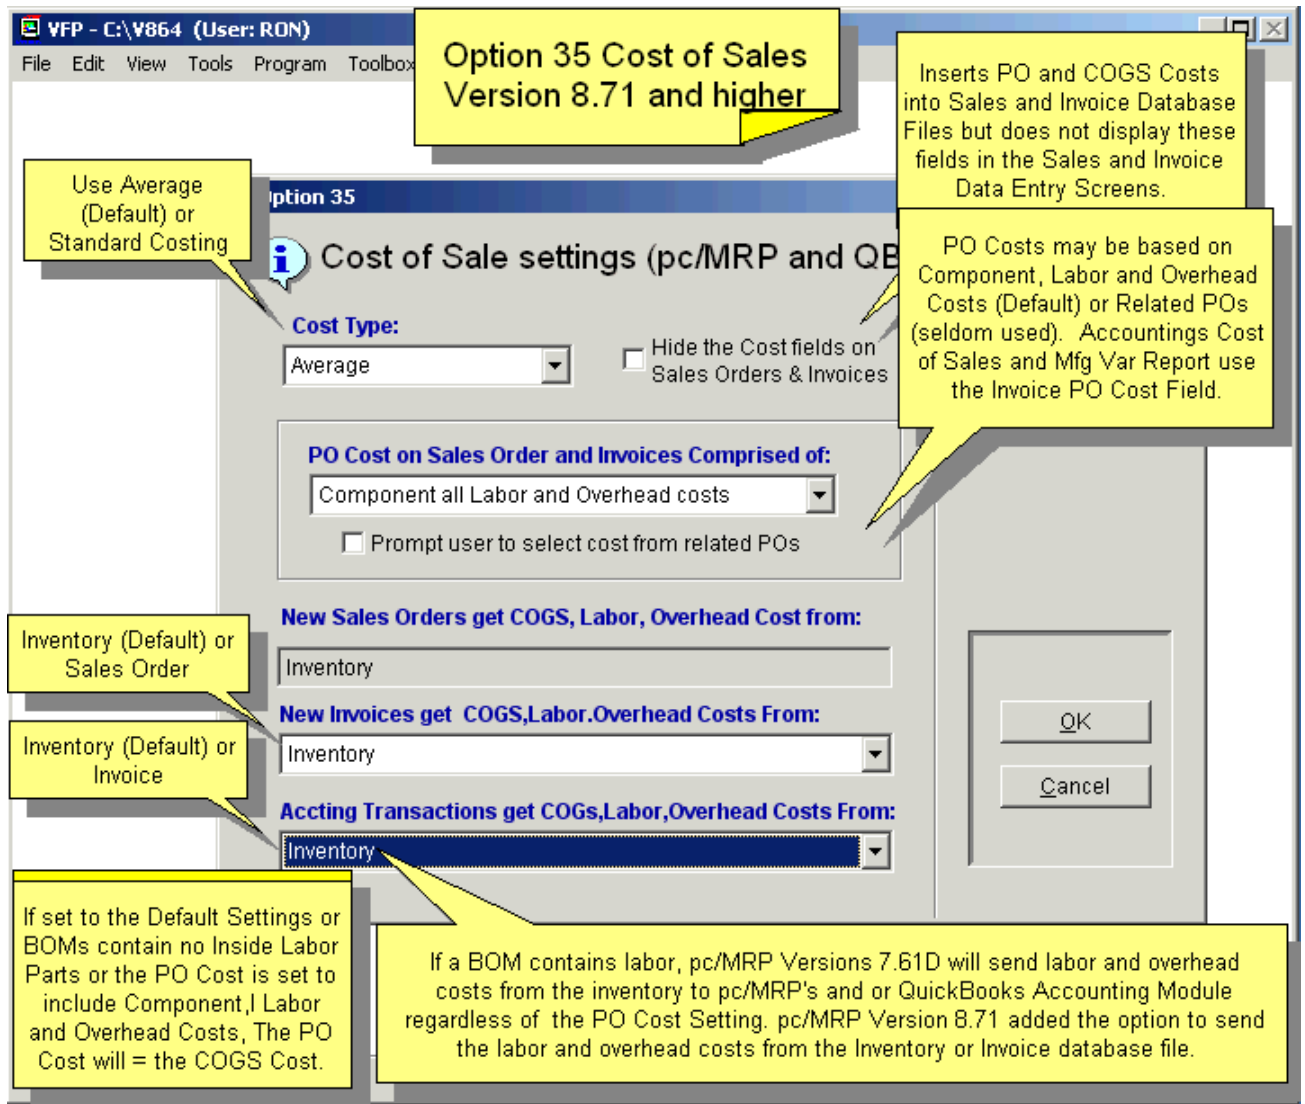 VFP - C:\V864 (User: RON)
File Edit View Tools Program Toolbox
Option 35 Cost of Sales
Version 8.71 and higher
Inserts PO and COGS Costs
into Sales and Invoice Database
Files but does not display these
fields in the Sales and Invoice
Data Entry Screens.
Use Average
(Default) or
Standard Costing
ption 35
Cost of Sale settings (pc/MRP and QB
PO Costs may be based on
Component, Labor and Overhead
Costs (Default) or Related POs
(seldom used). Accountings Cost
of Sales and Mfg Var Report use
the Invoice PO Cost Field.
Cost Type:
Average
Hide the Cost fields on
Sales Orders & Invoices
PO Cost on Sales Order and Invoices Comprised of:
Component all Labor and Overhead costs
Prompt user to select cost from related POs
New Sales Orders get COGS, Labor, Overhead Cost from:
Inventory
Inventory (Default) or
Sales Order
New Invoices get COGS,Labor.Overhead Costs From:
Inventory
Inventory (Default) or
Invoice
Accting Transactions get COGs,Labor,Overhead Costs From:
Inventory
OK
Cancel
If set to the Default Settings or
BOMs contain no Inside Labor
Parts or the PO Cost is set to
include Component,l Labor
and Overhead Costs, The PO
Cost will = the COGS Cost.
If a BOM contains labor, pc/MRP Versions 7.61D will send labor and overhead
costs from the inventory to pc/MRP's and or QuickBooks Accounting Module
regardless of the PO Cost Setting. pc/MRP Version 8.71 added the option to send
the labor and overhead costs from the Inventory or Invoice database file.